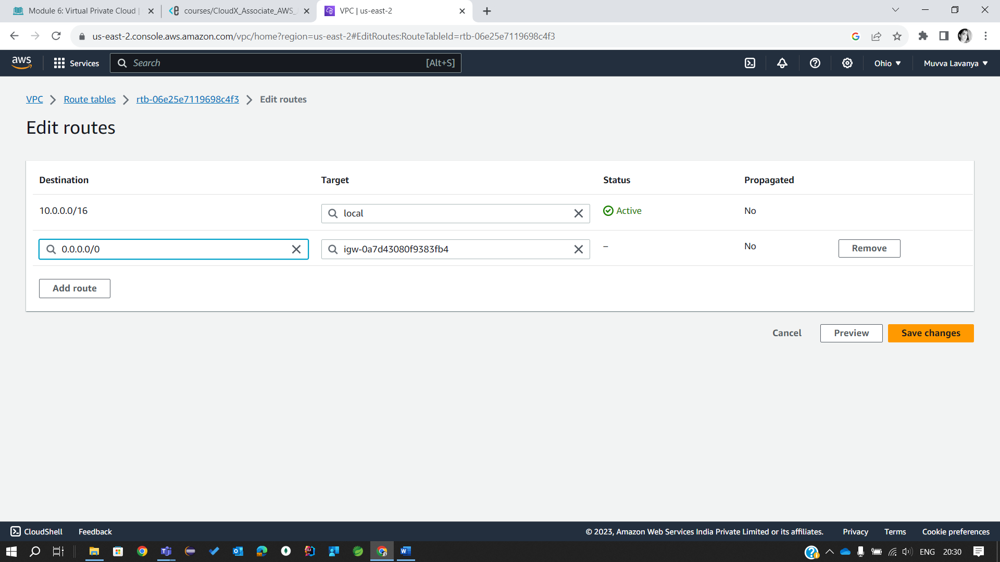 Module 6: Virtual Private Cloud |
courses/CloudX_Associate_AWS_
VPC | us-east-2
us-east-2.console.aws.amazon.com/vpc/home?region=us-east-2#EditRoutes:RouteTableId=rtb-06e25e7119698c4f3
aws Services Search [Alt+S] Ohio Muvva Lavanya
VPC Route tables rtb-06e25e7119698c4f3 Edit routes
Edit routes
Destination Target Status Propagated
10.0.0.0/16 local Active No
0.0.0.0/0 igw-0a7d43080f9383fb4 – No Remove
Add route
Cancel Preview Save changes
CloudShell Feedback © 2023, Amazon Web Services India Private Limited or its affiliates. Privacy Terms Cookie preferences
ENG 20:30